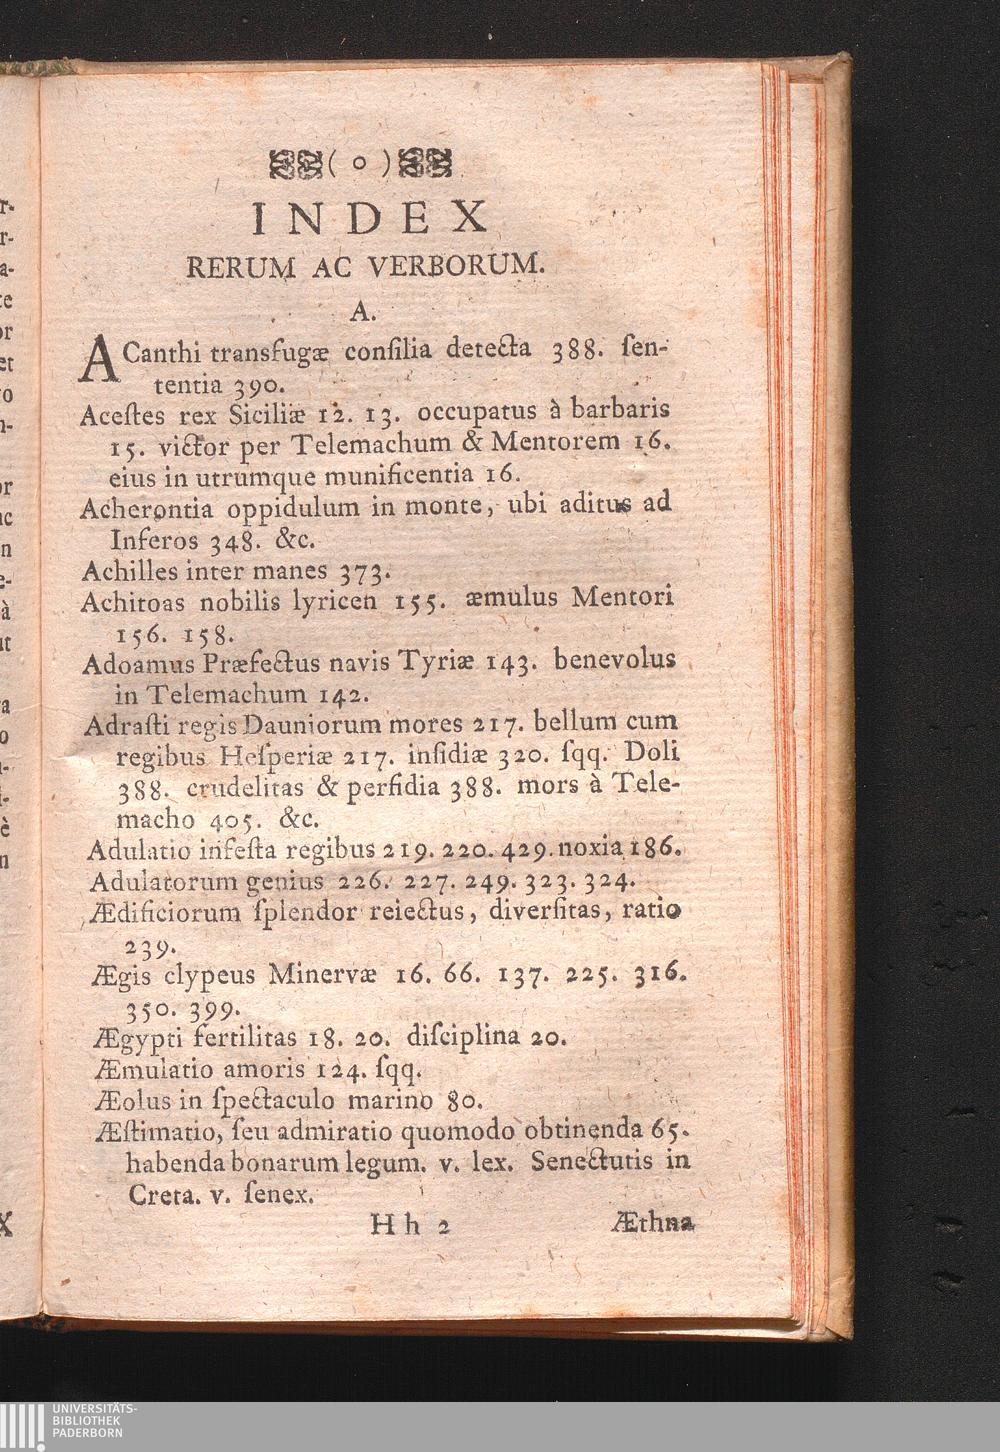 ( o )
INDEX
RERUM AC VERBORUM.
A.
ACanthi transfugæ conſilia detecta 388. ſen-
tentia 390.
Aceſtes rex Siciliæ 12. 13. occupatus à barbaris
15. victor per Telemachum & Mentorem 16.
eius in utrumque munificentia 16.
Acherontia oppidulum in monte, ubi aditus ad
Inferos 348. &c.
Achilles inter manes 373.
Achitoas nobilis lyricen 155. æmulus Mentori
156. 158.
Adoamus Præfectus navis Tyriæ 143. benevolus
in Telemachum 142.
Adraſti regis Dauniorum mores 217. bellum cum
regibus Heſperiæ 217. inſidiæ 320. ſqq. Doli
388. crudelitas & perfidia 388. mors à Tele-
macho 405. &c.
Adulatio infeſta regibus 219. 220. 429. noxia 186.
Adulatorum genius 226. 227. 249. 323. 324.
Ædificiorum ſplendor reiectus, diverſitas, ratio
239.
Ægis clypeus Minervæ 16. 66. 137. 225. 316.
350. 399.
Ægypti fertilitas 18. 20. diſciplina 20.
Æmulatio amoris 124. ſqq.
Æolus in ſpectaculo marino 80.
Æſtimatio, ſeu admiratio quomodo obtinenda 65.
habenda bonarum legum. v. lex. Senectutis in
Creta. v. ſenex.
Hh 2 Æthna
UNIVERSITÄTS-
BIBLIOTHEK
PADERBORN